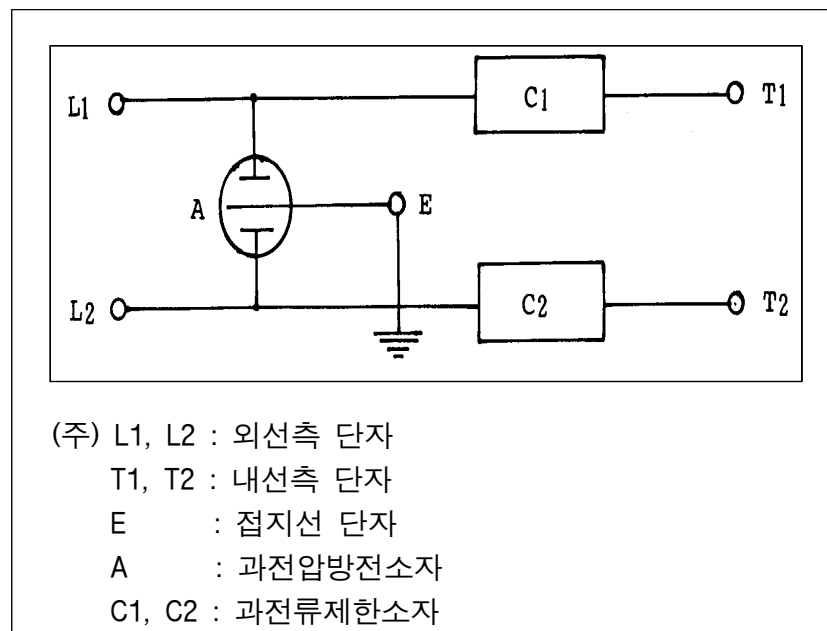 L1 C1 T1
A E
L2 C2 T2
(주) L1, L2 : 외선측 단자
T1, T2 : 내선측 단자
E : 접지선 단자
A : 과전압방전소자
C1, C2 : 과전류제한소자